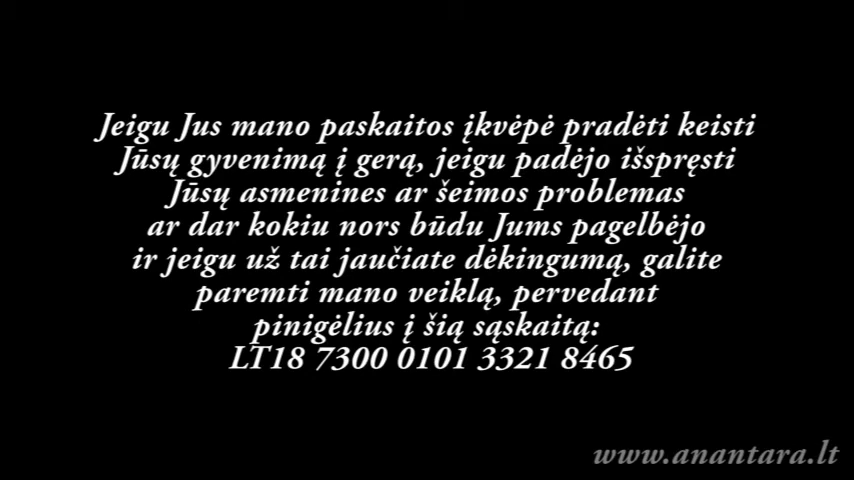 Jeigu Jus mano paskaitos įkvėpė pradėti keisti
Jūsų gyvenimą į gerą, jeigu padėjo išspręsti
Jūsų asmenines ar šeimos problemas
ar dar kokiu nors būdu Jums pagelbėjo
ir jeigu už tai jaučiate dėkingumą, galite
paremti mano veiklą, pervedant
pinigėlius į šią sąskaitą:
LT18 7300 0101 3321 8465
www.anantara.lt